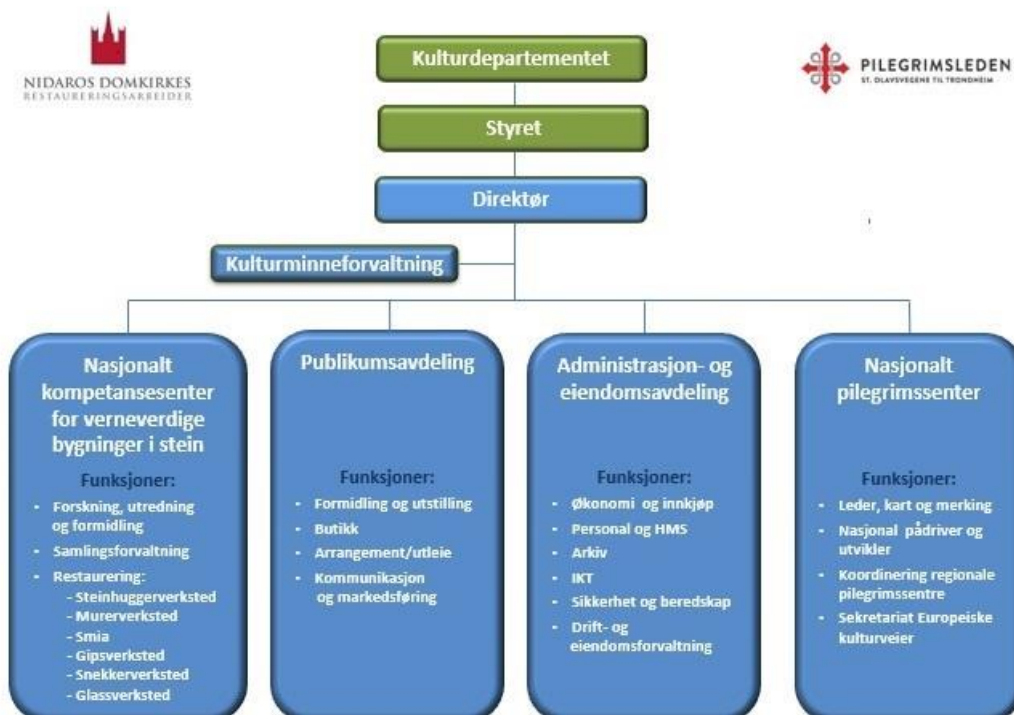 NIDAROS DOMKIRKES
RESTAURERINGSARBEIDER
PILEGRIMSLEDEN
ST. OLAVSVEGENE TIL TRONDHEIM
Kulturdepartementet
Styret
Direktør
Kulturminneforvaltning
Nasjonalt
kompetansesenter
for verneverdige
bygninger i stein
Funksjoner:
- Forskning, utredning
og formidling
- Samlingsforvaltning
- Restaurering:
- Steinhuggerverksted
- Murerverksted
- Smia
- Gipsverksted
- Snekkerverksted
- Glassverksted
Publikumsavdeling
Funksjoner:
- Formidling og utstilling
- Butikk
- Arrangement/utleie
- Kommunikasjon
og markedsføring
Administrasjon- og
eiendomsavdeling
Funksjoner:
- Økonomi og innkjøp
- Personal og HMS
- Arkiv
- IKT
- Sikkerhet og beredskap
- Drift- og
eiendomsforvaltning
Nasjonalt
pilegrimssenter
Funksjoner:
- Leder, kart og merking
- Nasjonal pådriver og
utvikler
- Koordinering regionale
pilegrimssentre
- Sekretariat Europeiske
kulturveier